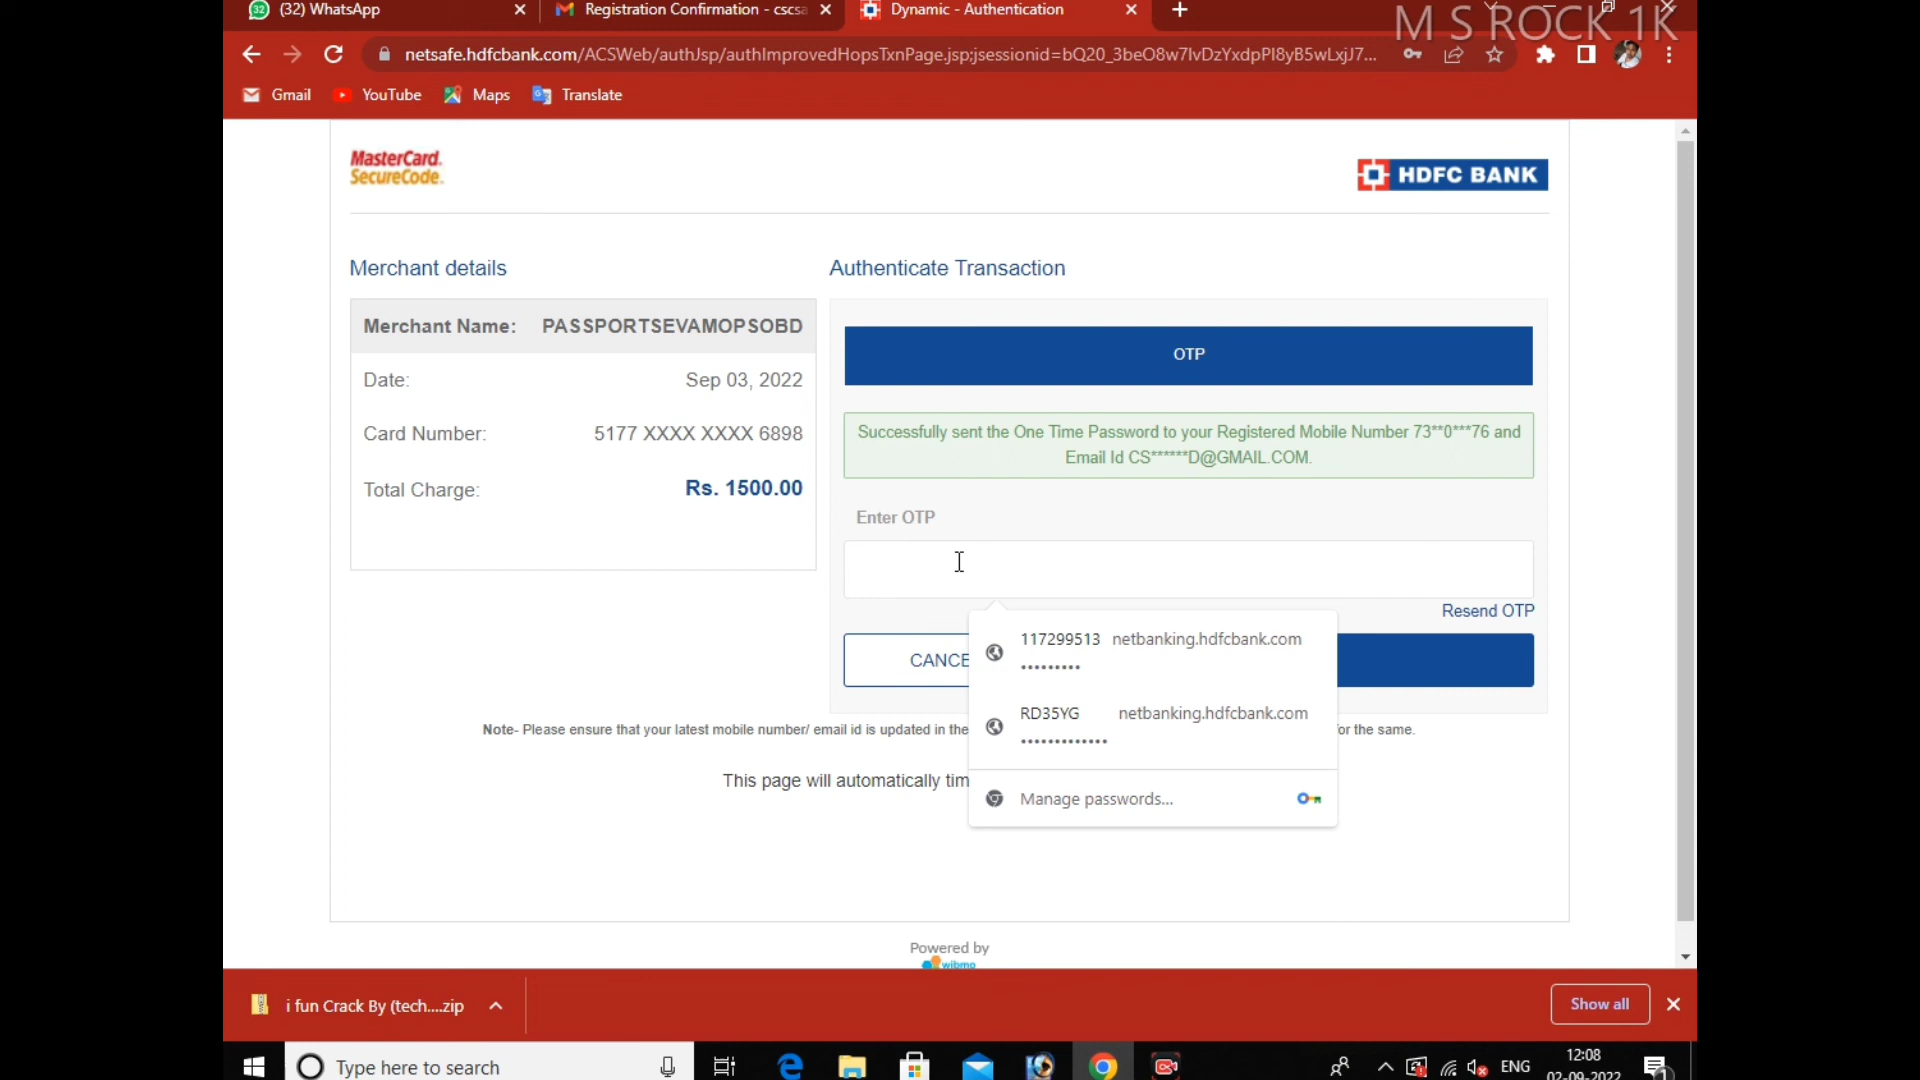 M S ROCK 1K
(32) WhatsApp
Registration Confirmation - cscsa
Dynamic - Authentication
netsafe.hdfcbank.com/ACSWeb/authJsp/authImprovedHopsTxnPage.jsp;jsessionid=bQ20_3beO8w7lvDzYxdpPI8yB5wLxjJ7...
Gmail YouTube Maps Translate
MasterCard.
SecureCode.
HDFC BANK
Merchant details
Merchant Name: PASSPORTSEVAMOPSOBD
Date: Sep 03, 2022
Card Number: 5177 XXXX XXXX 6898
Total Charge: Rs. 1500.00
Authenticate Transaction
OTP
Successfully sent the One Time Password to your Registered Mobile Number 73**0***76 and
Email Id CS******D@GMAIL.COM.
Enter OTP
Resend OTP
CANCE
117299513 netbanking.hdfcbank.com
•••••••••
RD35YG netbanking.hdfcbank.com
•••••••••••••
Manage passwords...
Note- Please ensure that your latest mobile number/ email id is updated in the or the same.
This page will automatically tim
Powered by
wibmo
i fun Crack By (tech....zip
Show all
Type here to search
ENG
12:08
02-09-2022